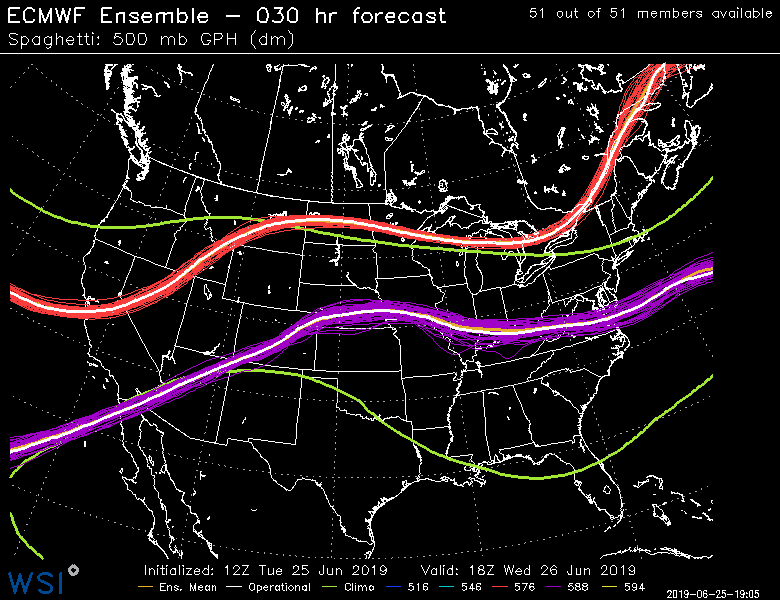 ECMWF Ensemble – 030 hr forecast
51 out of 51 members available
Spaghetti: 500 mb GPH (dm)
Initialized: 12Z Tue 25 Jun 2019 Valid: 18Z Wed 26 Jun 2019
Ens. Mean Operational Climo 516 546 576 588 594
WSI
2019-06-25-19:05